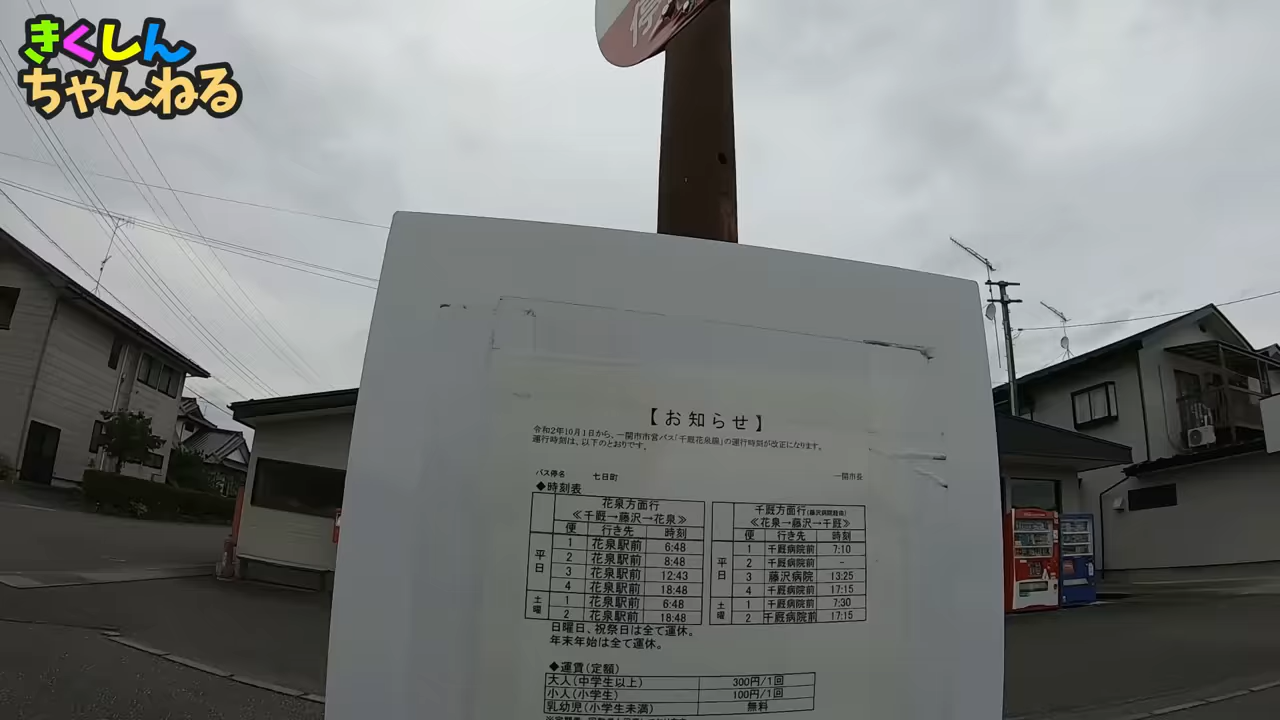 きくしん
ちゃんねる
停
【お知らせ】
令和2年10月1日から、一関市市営バス「千厩花泉線」の運行時刻が改正になります。
運行時刻は、以下のとおりです。
バス停名 七日町 一関市長
◆時刻表
花泉方面行
≪千厩→藤沢→花泉≫
便 行き先 時刻
平日 1 花泉駅前 6:48
2 花泉駅前 8:48
3 花泉駅前 12:43
4 花泉駅前 18:48
土曜 1 花泉駅前 6:48
2 花泉駅前 18:48
千厩方面行(藤沢病院経由)
≪花泉→藤沢→千厩≫
便 行き先 時刻
平日 1 千厩病院前 7:10
2 千厩病院前 -
3 藤沢病院 13:25
4 千厩病院前 17:15
土曜 1 千厩病院前 7:30
2 千厩病院前 17:15
日曜日、祝祭日は全て運休。
年末年始は全て運休。
◆運賃(定額)
大人(中学生以上) 300円/1回
小人(小学生) 100円/1回
乳幼児(小学生未満) 無料